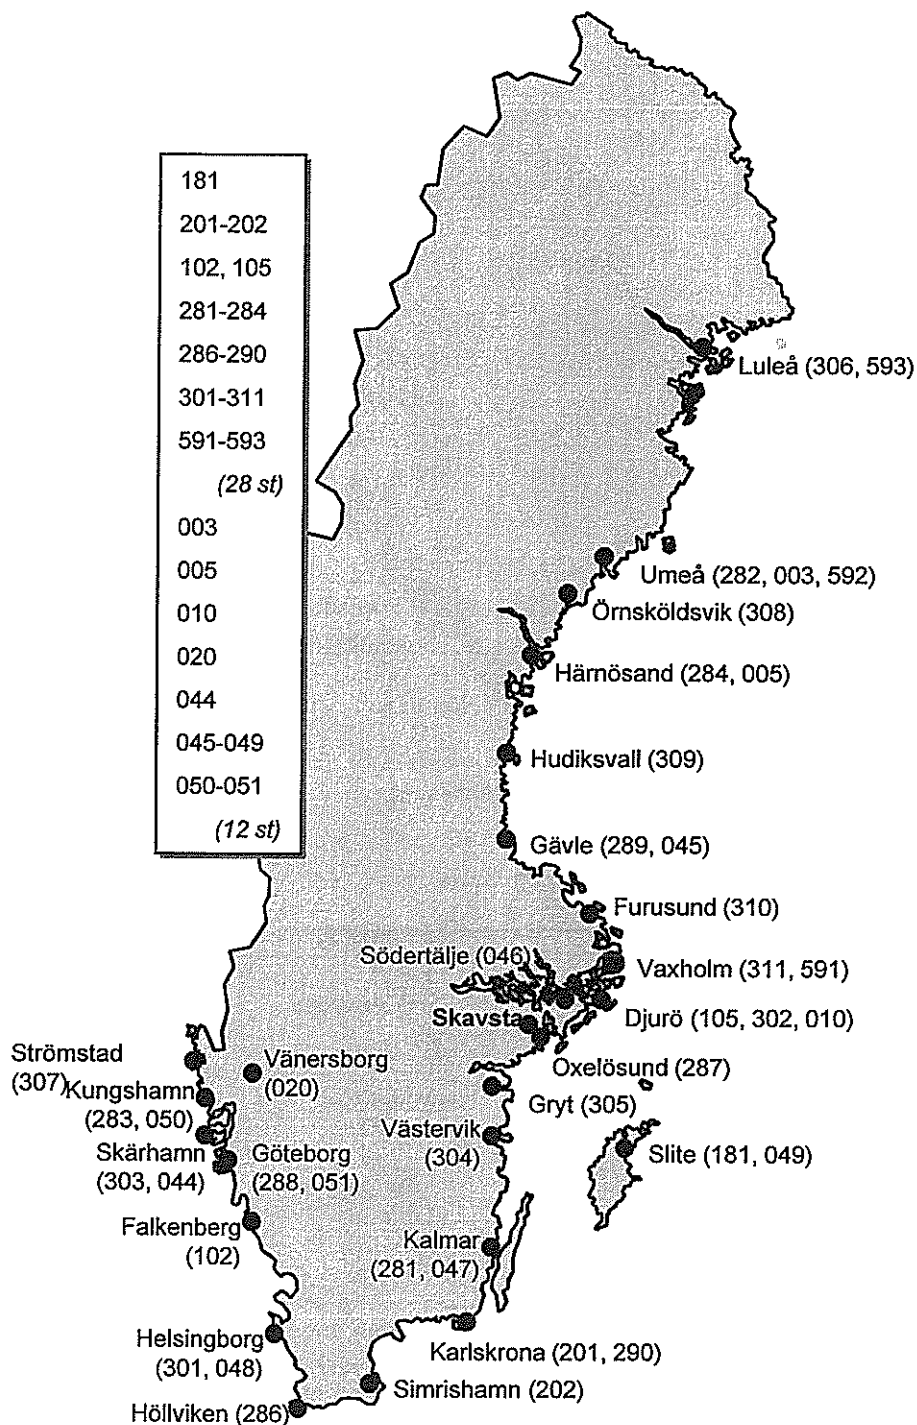 181
201-202
102, 105
281-284
286-290
301-311
591-593
(28 st)
003
005
010
020
044
045-049
050-051
(12 st)
Luleå (306, 593)
Umeå (282, 003, 592)
Örnsköldsvik (308)
Härnösand (284, 005)
Hudiksvall (309)
Gävle (289, 045)
Furusund (310)
Södertälje (046)
Vaxholm (311, 591)
Skavsta
Djurö (105, 302, 010)
Oxelösund (287)
Strömstad
(307)
Vänersborg
(020)
Kungshamn
(283, 050)
Gryt (305)
Västervik
(304)
Skärhamn
(303, 044)
Göteborg
(288, 051)
Slite (181, 049)
Falkenberg
(102)
Kalmar
(281, 047)
Helsingborg
(301, 048)
Karlskrona (201, 290)
Simrishamn (202)
Höllviken (286)